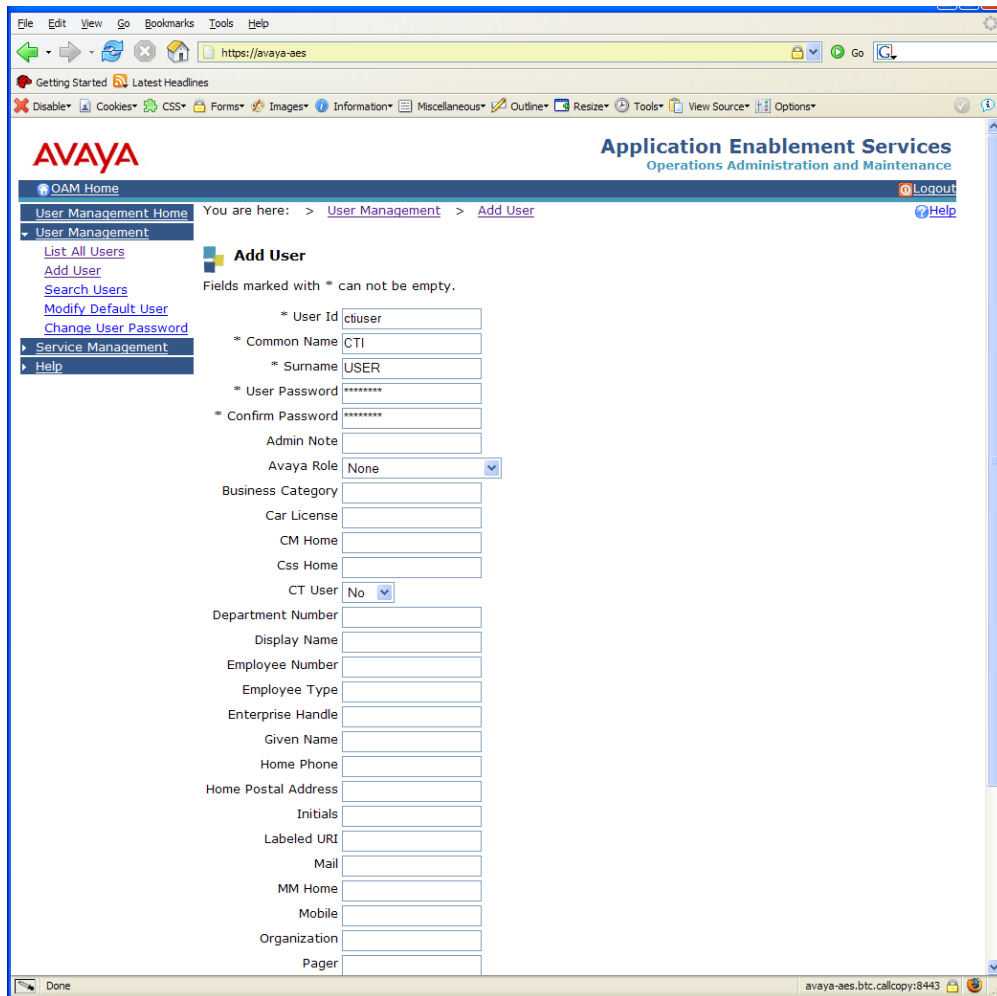 File Edit View Go Bookmarks Tools Help
https://avaya-aes Go G
Getting Started Latest Headlines
Disable Cookies CSS Forms Images Information Miscellaneous Outline Resize Tools View Source Options
AVAYA
Application Enablement Services
Operations Administration and Maintenance
OAM Home Logout
User Management Home
User Management
List All Users
Add User
Search Users
Modify Default User
Change User Password
Service Management
Help
You are here: > User Management > Add User
Help
Add User
Fields marked with * can not be empty.
* User Id ctiuser
* Common Name CTI
* Surname USER
* User Password ********
* Confirm Password ********
Admin Note
Avaya Role None
Business Category
Car License
CM Home
Css Home
CT User No
Department Number
Display Name
Employee Number
Employee Type
Enterprise Handle
Given Name
Home Phone
Home Postal Address
Initials
Labeled URI
Mail
MM Home
Mobile
Organization
Pager
Done avaya-aes.btc.callcopy:8443